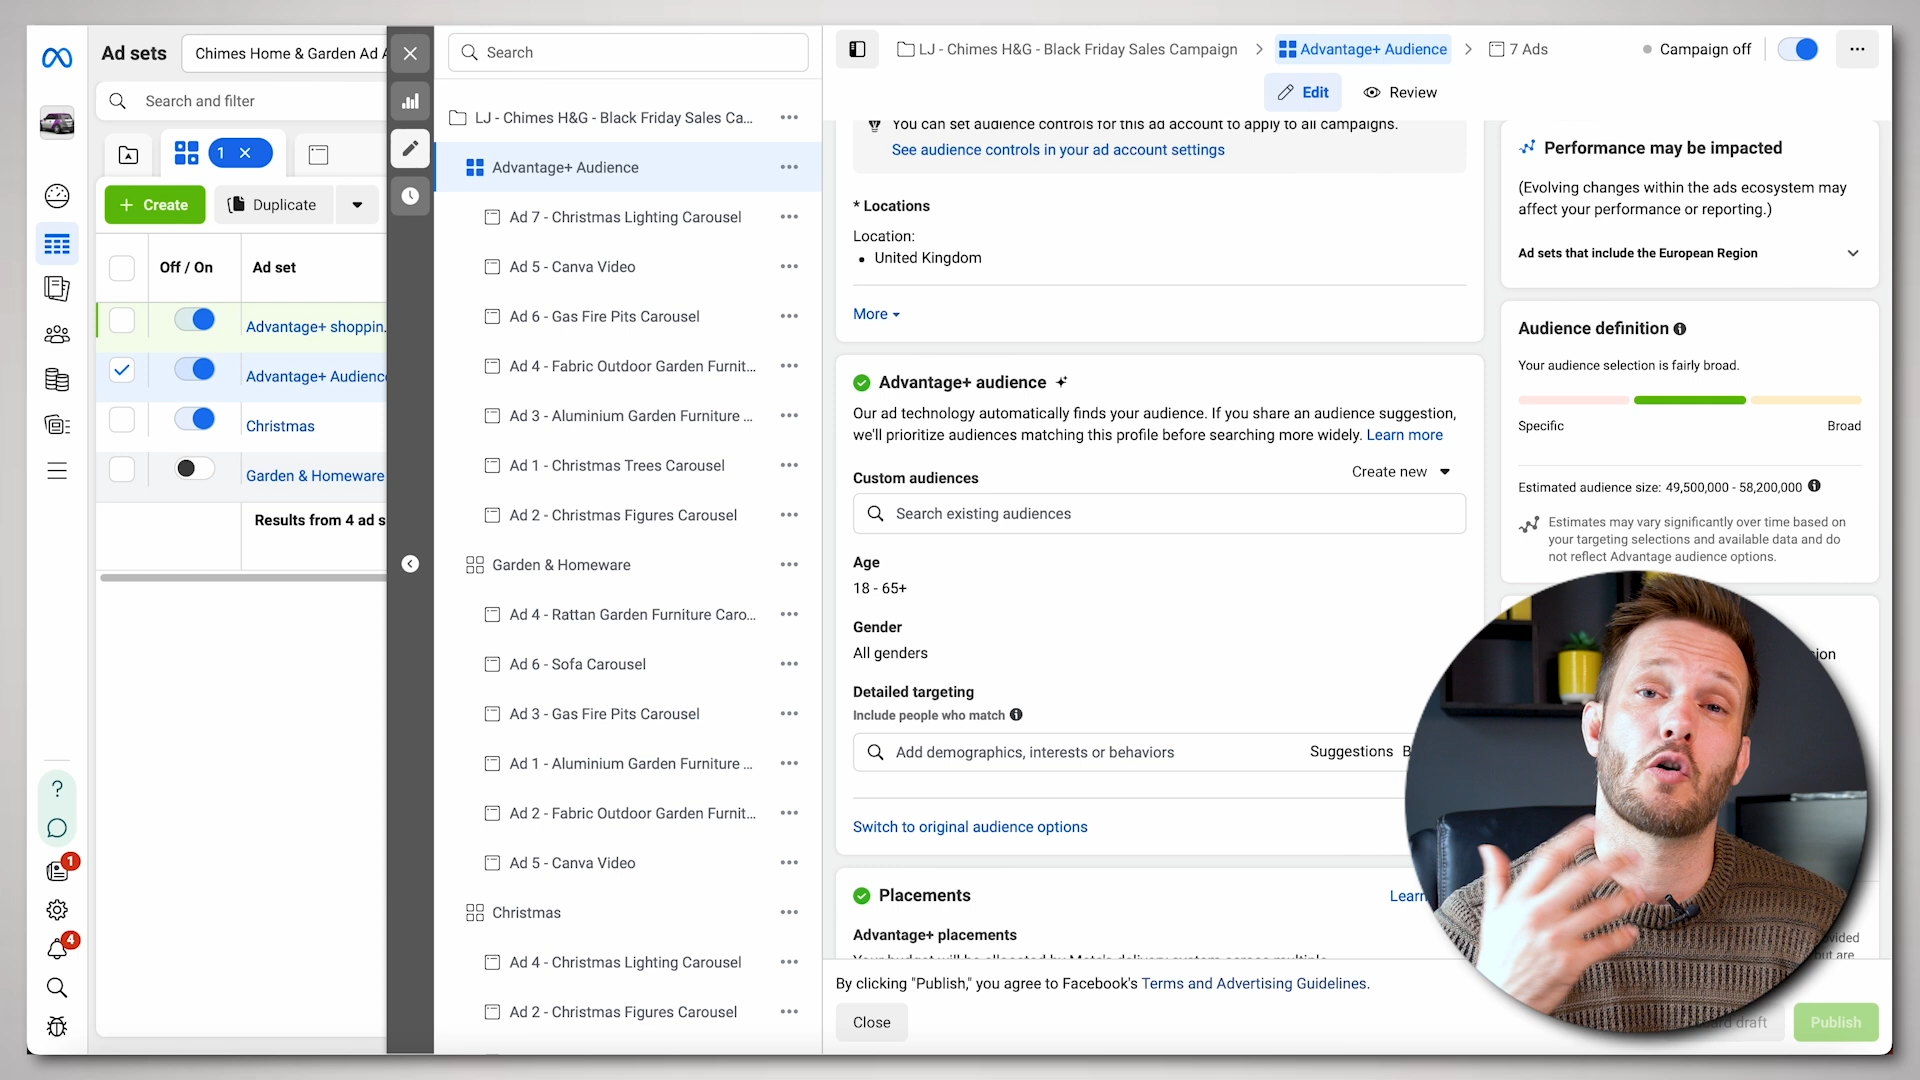 Ad sets
Chimes Home & Garden Ad A
Search and filter
1
Create
Duplicate
Off / On
Ad set
Advantage+ shoppin.
Advantage+ Audience
Christmas
Garden & Homeware
Results from 4 ad s
?
1
4
Search
LJ - Chimes H&G - Black Friday Sales Ca...
Advantage+ Audience
Ad 7 - Christmas Lighting Carousel
Ad 5 - Canva Video
Ad 6 - Gas Fire Pits Carousel
Ad 4 - Fabric Outdoor Garden Furnit...
Ad 3 - Aluminium Garden Furniture ...
Ad 1 - Christmas Trees Carousel
Ad 2 - Christmas Figures Carousel
Garden & Homeware
Ad 4 - Rattan Garden Furniture Caro...
Ad 6 - Sofa Carousel
Ad 3 - Gas Fire Pits Carousel
Ad 1 - Aluminium Garden Furniture ...
Ad 2 - Fabric Outdoor Garden Furnit...
Ad 5 - Canva Video
Christmas
Ad 4 - Christmas Lighting Carousel
Ad 2 - Christmas Figures Carousel
LJ - Chimes H&G - Black Friday Sales Campaign > Advantage+ Audience > 7 Ads
Campaign off
Edit
Review
You can set audience controls for this ad account to apply to all campaigns.
See audience controls in your ad account settings
* Locations
Location:
• United Kingdom
More
Advantage+ audience
Our ad technology automatically finds your audience. If you share an audience suggestion,
we'll prioritize audiences matching this profile before searching more widely. Learn more
Custom audiences
Create new
Search existing audiences
Age
18 - 65+
Gender
All genders
Detailed targeting
Include people who match
Add demographics, interests or behaviors
Suggestions B
Switch to original audience options
Placements
Learn
Advantage+ placements
By clicking "Publish," you agree to Facebook's Terms and Advertising Guidelines.
Close
draft
Publish
Performance may be impacted
(Evolving changes within the ads ecosystem may
affect your performance or reporting.)
Ad sets that include the European Region
Audience definition
Your audience selection is fairly broad.
Specific
Broad
Estimated audience size: 49,500,000 - 58,200,000
Estimates may vary significantly over time based on
your targeting selections and available data and do
not reflect Advantage audience options.